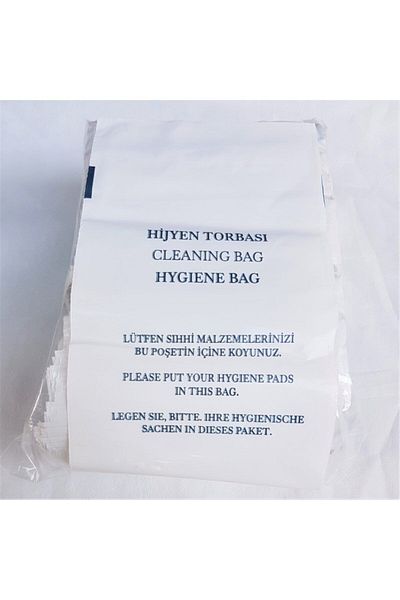 HİJYEN TORBASI
CLEANING BAG
HYGIENE BAG
LÜTFEN SIHHİ MALZEMELERİNİZİ
BU POŞETİN İÇİNE KOYUNUZ.
PLEASE PUT YOUR HYGIENE PADS
IN THIS BAG.
LEGEN SIE, BITTE. IHRE HYGIENISCHE
SACHEN IN DIESES PAKET.